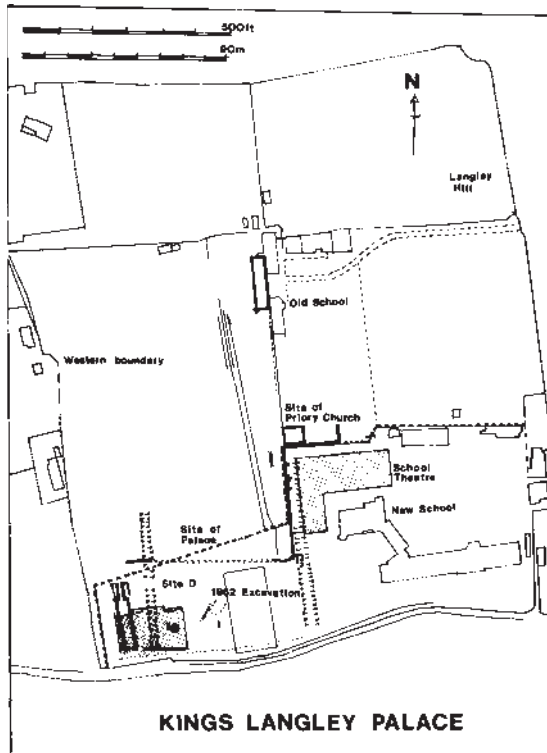 500ft
90m
N
Langley
Hill
Old School
Western boundary
Site of
Priory Church
School
Theatre
New School
Site of
Palace
Site D
1962 Excavation
KINGS LANGLEY PALACE